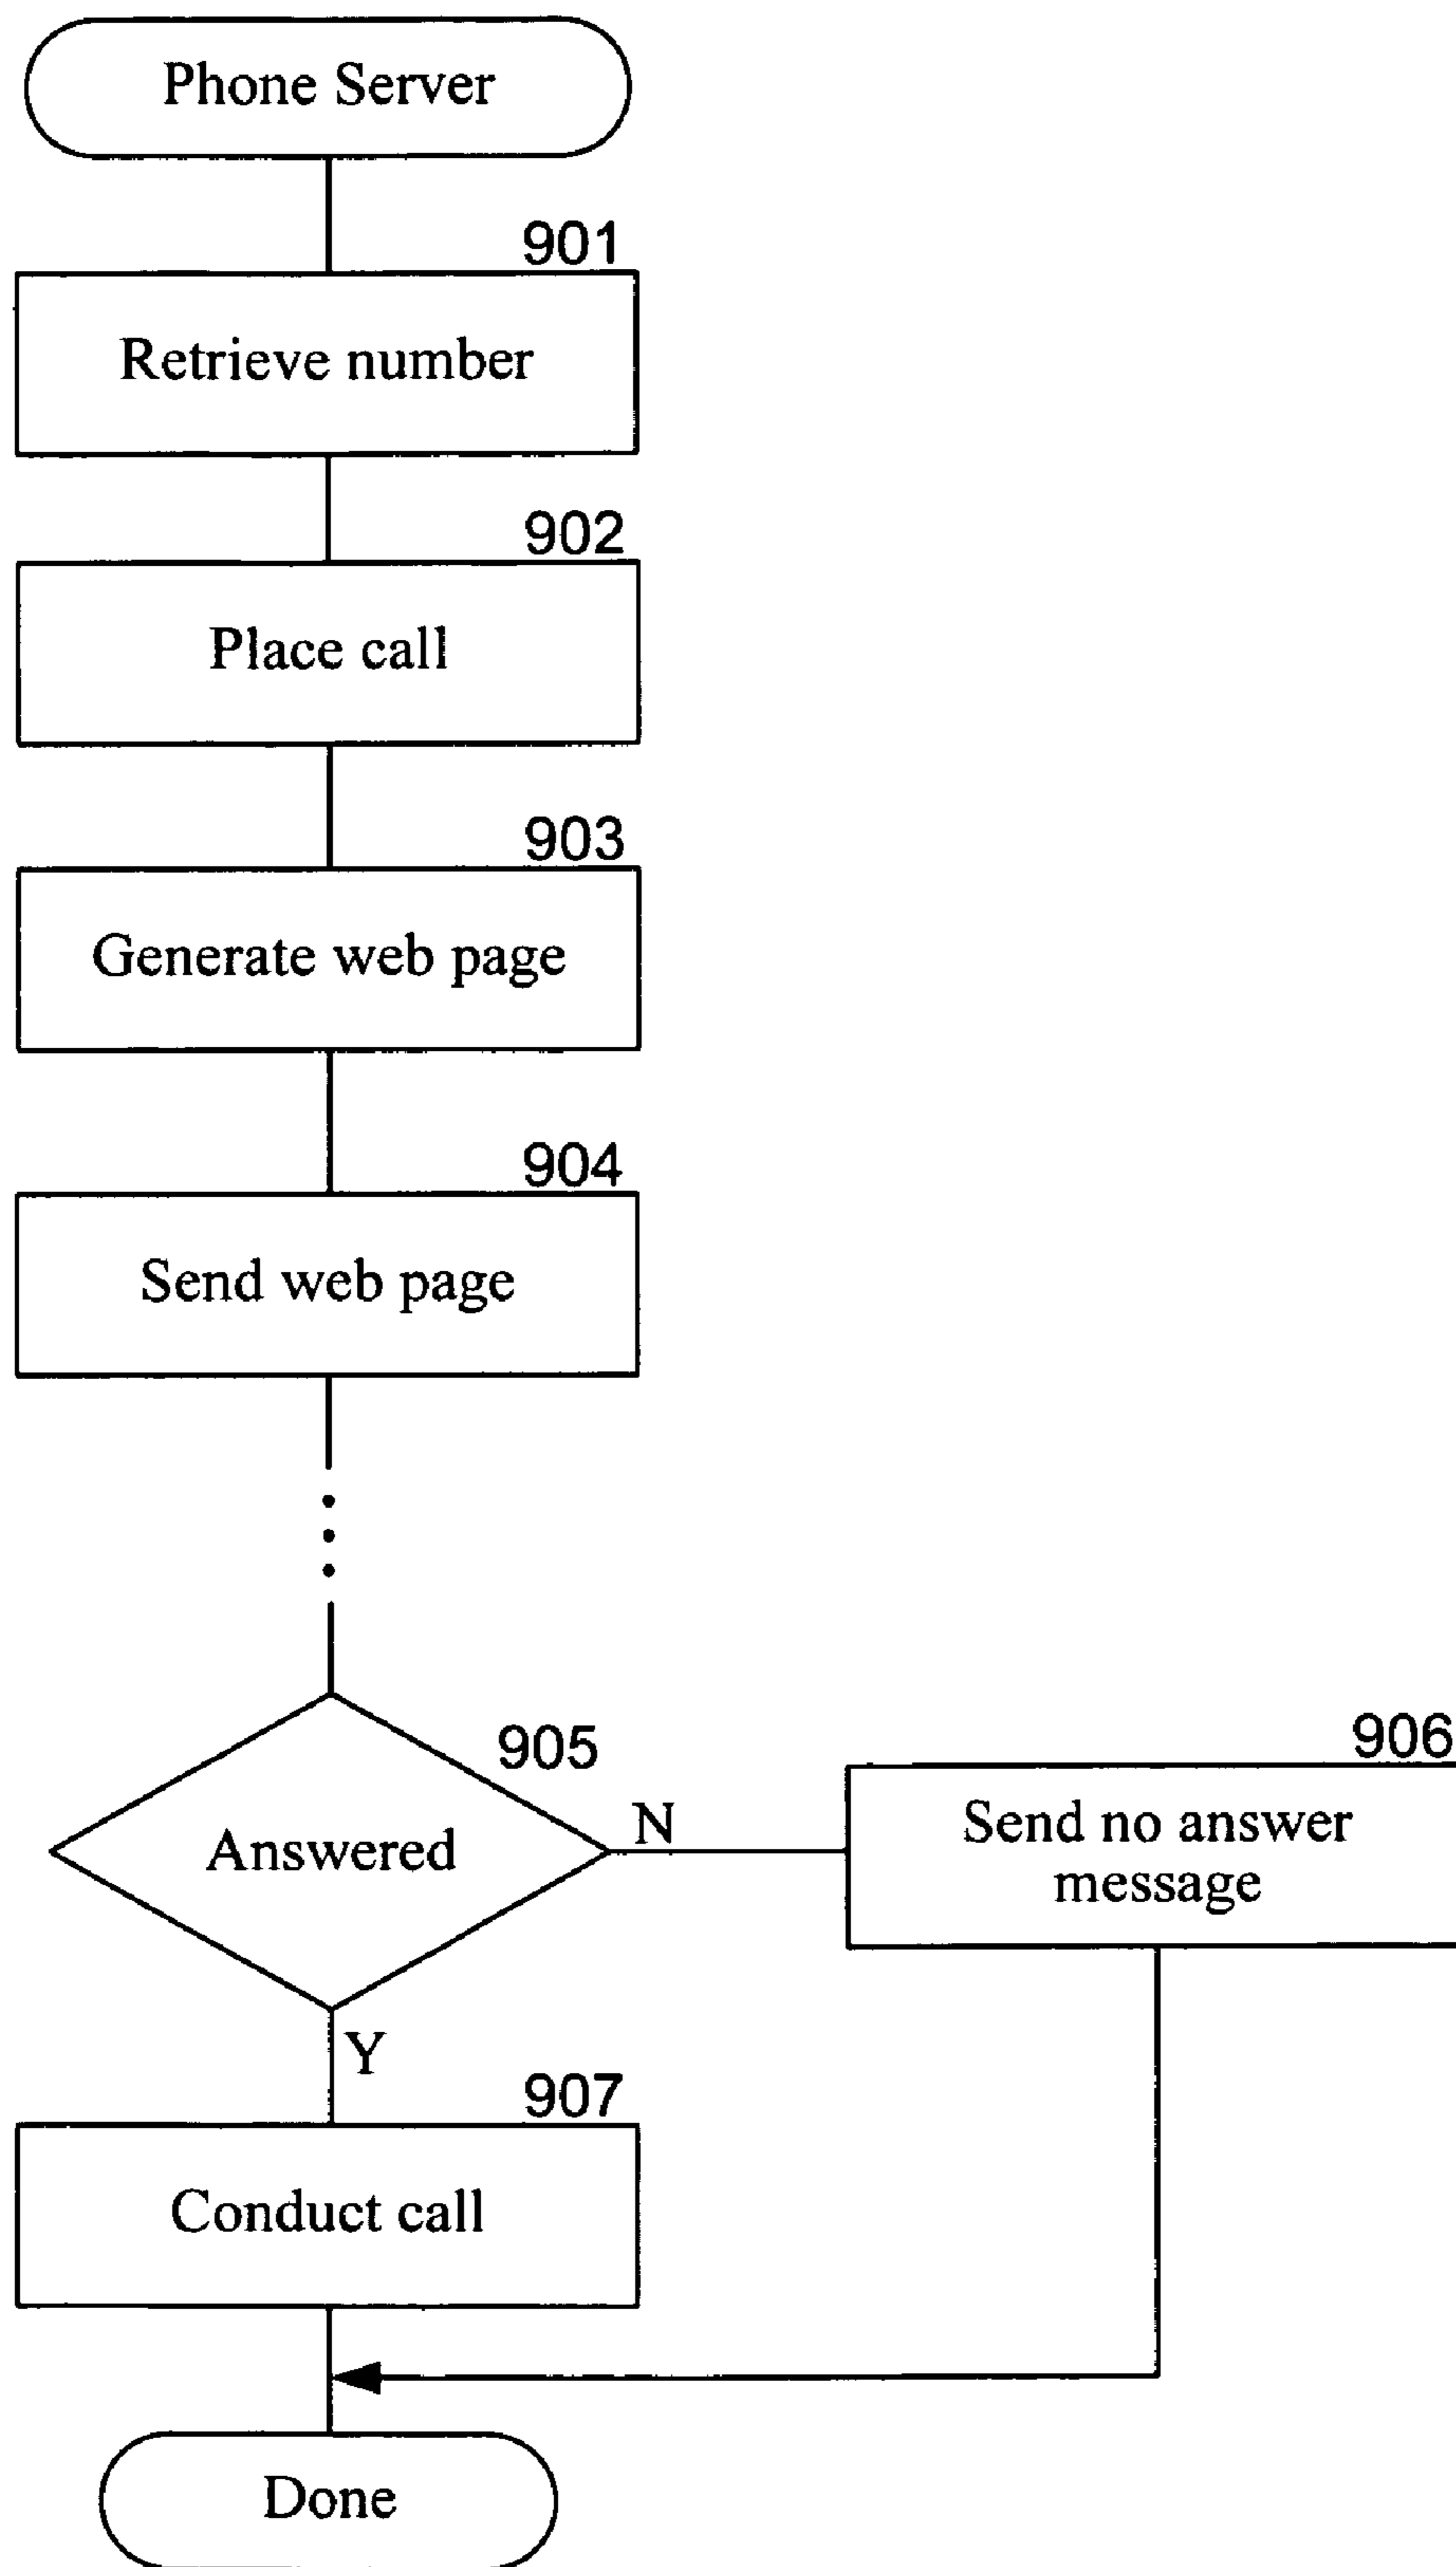 Phone Server
901
Retrieve number
902
Place call
903
Generate web page
904
Send web page
905
Answered
N
906
Send no answer
message
Y
907
Conduct call
Done